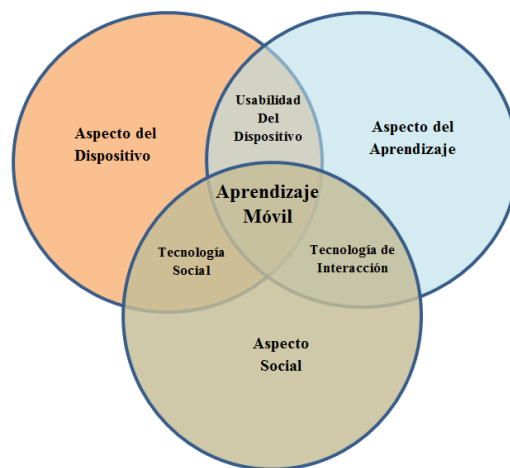 Usabilidad
Del
Dispositivo
Aspecto del
Dispositivo
Aspecto del
Aprendizaje
Aprendizaje
Móvil
Tecnología
Social
Tecnología de
Interacción
Aspecto
Social